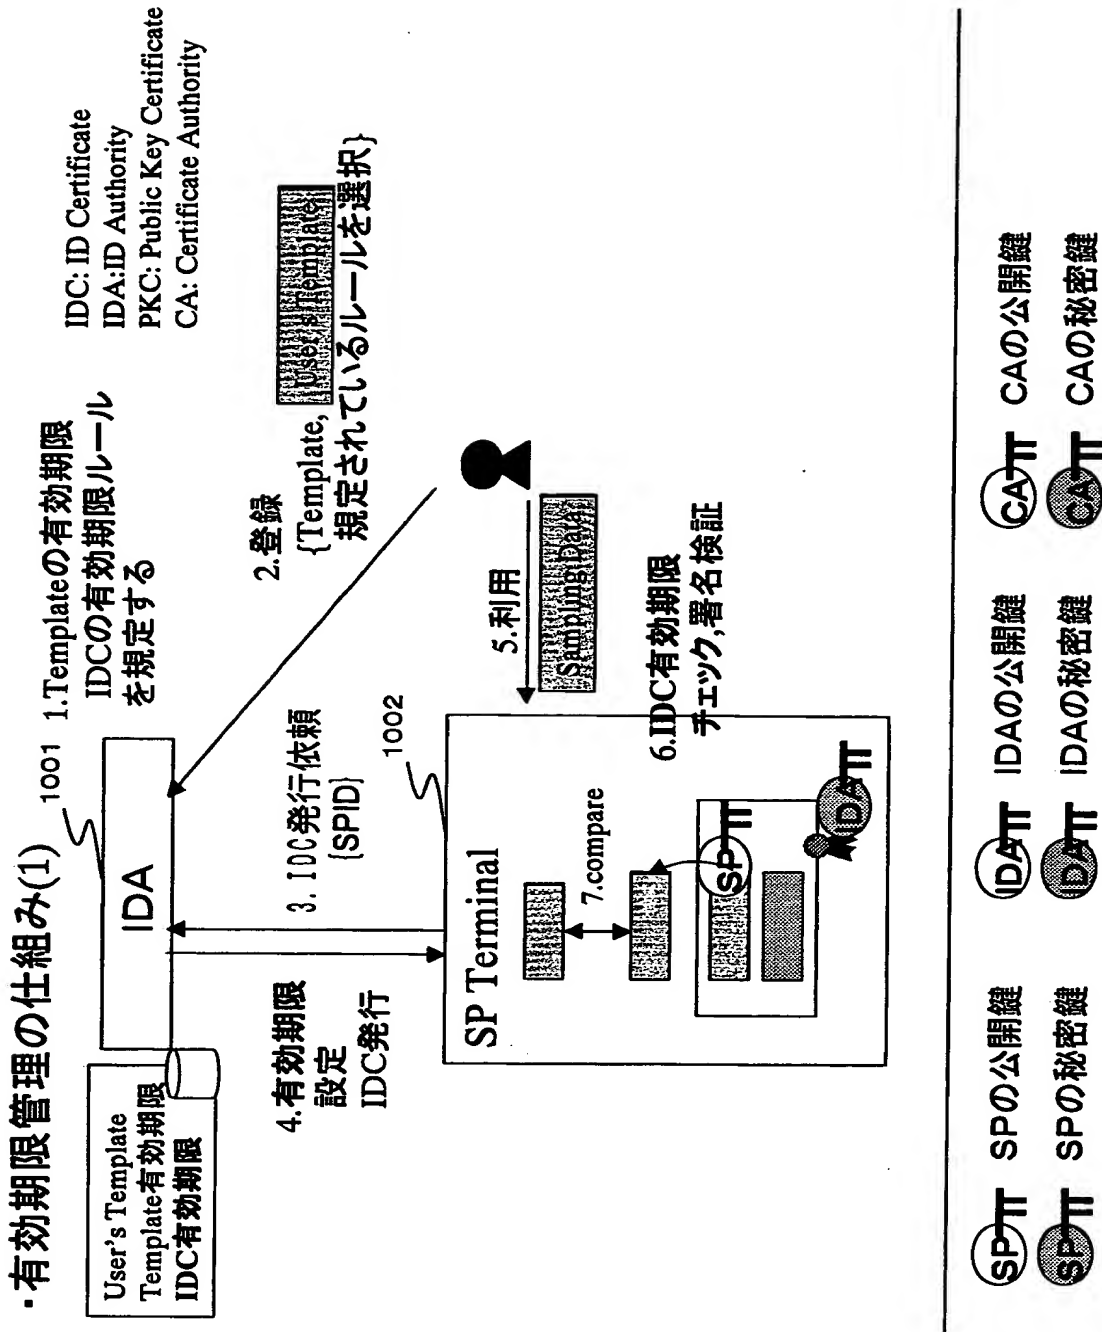 ・有効期限管理の仕組み(1)
IDC: ID Certificate
IDA:ID Authority
PKC: Public Key Certificate
CA: Certificate Authority
1001
1.Templateの有効期限
IDCの有効期限ルール
を規定する
IDA
User's Template
Template有効期限
IDC有効期限
2.登録
{Template, User's Template
規定されているルールを選択}
3. IDC発行依頼
{SPID}
4.有効期限
設定
IDC発行
1002
5.利用
Sampling Data
SP Terminal
6.IDC有効期限
チェック,署名検証
7.compare
SP
IDA
SP SPの公開鍵
IDA IDAの公開鍵
CA CAの公開鍵
SP SPの秘密鍵
IDA IDAの秘密鍵
CA CAの秘密鍵